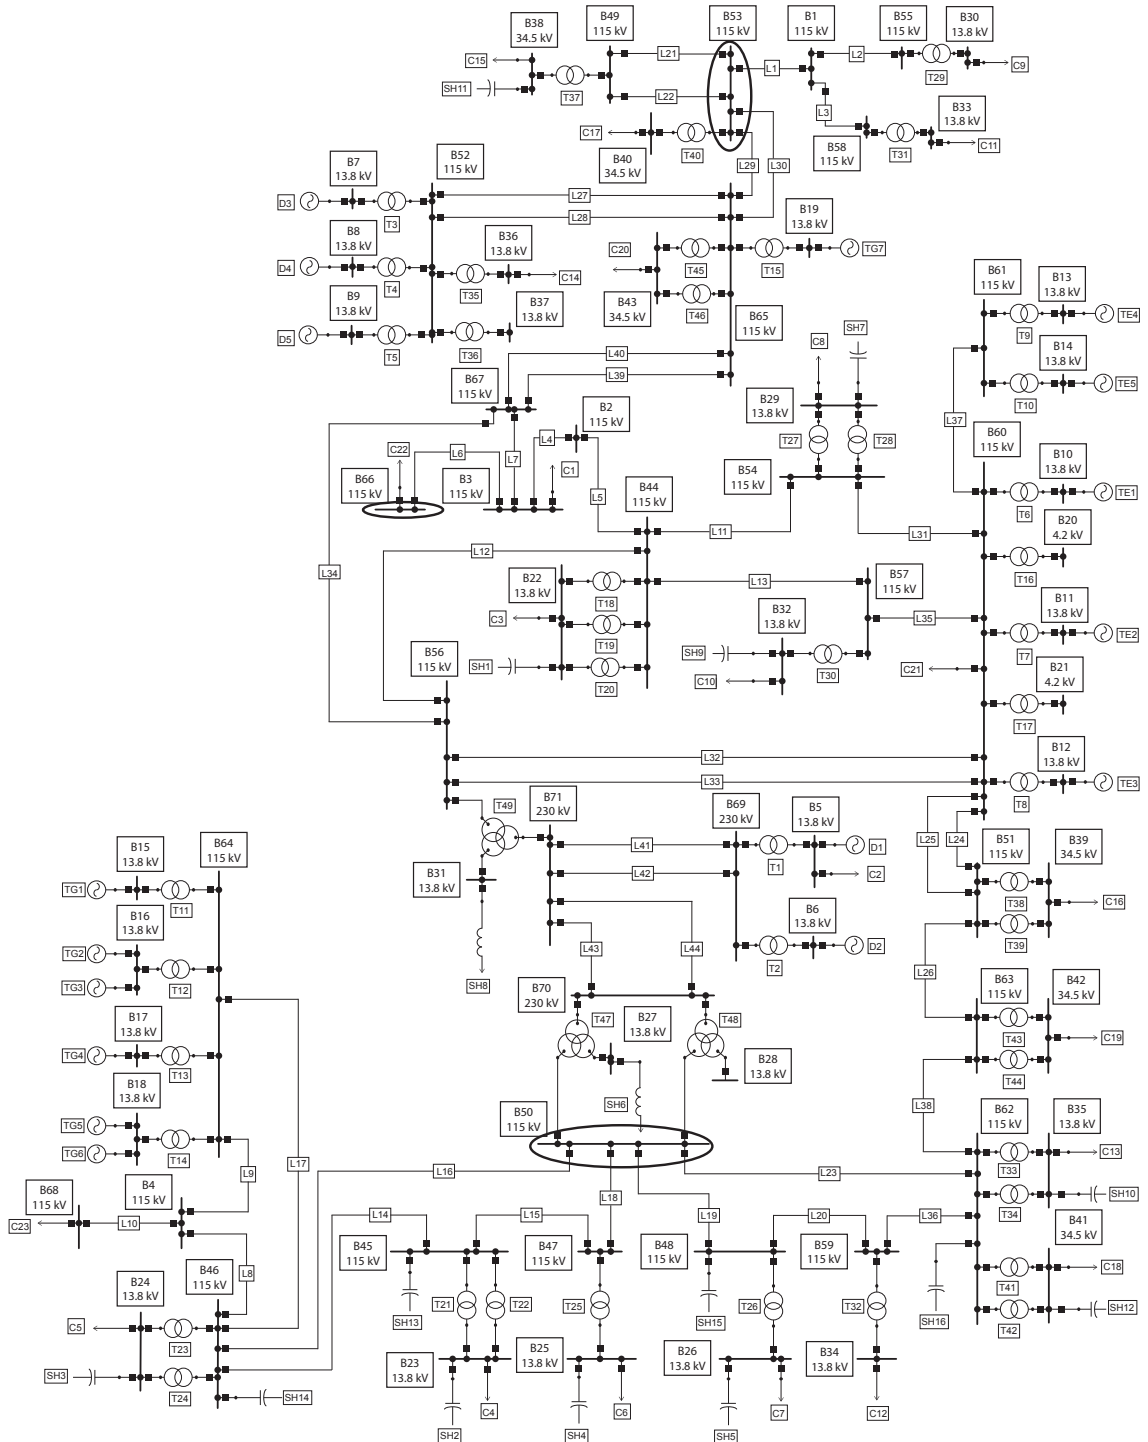 B38
34.5 kV
B49
115 kV
B53
115 kV
B1
115 kV
B55
115 kV
B30
13.8 kV
C15
L21
L1
L2
T29
C9
SH11
T37
L22
L3
B33
13.8 kV
C17
T40
B40
34.5 kV
L29
L30
B58
115 kV
T31
C11
B7
13.8 kV
B52
115 kV
D3
T3
L27
L28
B19
13.8 kV
B8
13.8 kV
B36
13.8 kV
C20
T45
T15
TG7
D4
T4
T35
C14
B43
34.5 kV
T46
B9
13.8 kV
B37
13.8 kV
B65
115 kV
D5
T5
T36
B61
115 kV
B13
13.8 kV
T9
TE4
SH7
C8
L40
L39
B14
13.8 kV
T10
TE5
B67
115 kV
B29
13.8 kV
L37
B2
115 kV
T27
T28
B60
115 kV
C22
L6
L7
L4
C1
B66
115 kV
B3
115 kV
L5
B44
115 kV
B54
115 kV
B10
13.8 kV
T6
TE1
L11
L31
B20
4.2 kV
T16
L12
L34
B22
13.8 kV
T18
L13
B57
115 kV
C3
T19
B32
13.8 kV
L35
B11
13.8 kV
T7
TE2
B56
115 kV
SH1
T20
SH9
T30
C10
C21
B21
4.2 kV
T17
L32
L33
B12
13.8 kV
T8
TE3
T49
B71
230 kV
B69
230 kV
B5
13.8 kV
L25
L24
B64
115 kV
B15
13.8 kV
L41
T1
D1
B51
115 kV
B39
34.5 kV
B31
13.8 kV
L42
C2
TG1
T11
T38
C16
B16
13.8 kV
B6
13.8 kV
T39
TG2
TG3
T12
L43
L44
T2
D2
L26
SH8
B70
230 kV
B63
115 kV
B42
34.5 kV
B17
13.8 kV
T47
B27
13.8 kV
T48
T43
C19
TG4
T13
T44
B28
13.8 kV
B18
13.8 kV
SH6
L38
TG5
TG6
T14
B50
115 kV
B62
115 kV
B35
13.8 kV
L9
L17
L16
L23
T33
C13
B68
115 kV
B4
115 kV
L18
T34
SH10
C23
L10
L14
L15
L19
L20
L36
B41
34.5 kV
B45
115 kV
B47
115 kV
B48
115 kV
B59
115 kV
L8
B24
13.8 kV
B46
115 kV
T41
C18
SH13
T21
T22
T25
SH15
T26
T32
SH16
T42
SH12
C5
T23
B23
13.8 kV
B25
13.8 kV
B26
13.8 kV
B34
13.8 kV
SH3
T24
SH14
SH2
C4
SH4
C6
SH5
C7
C12